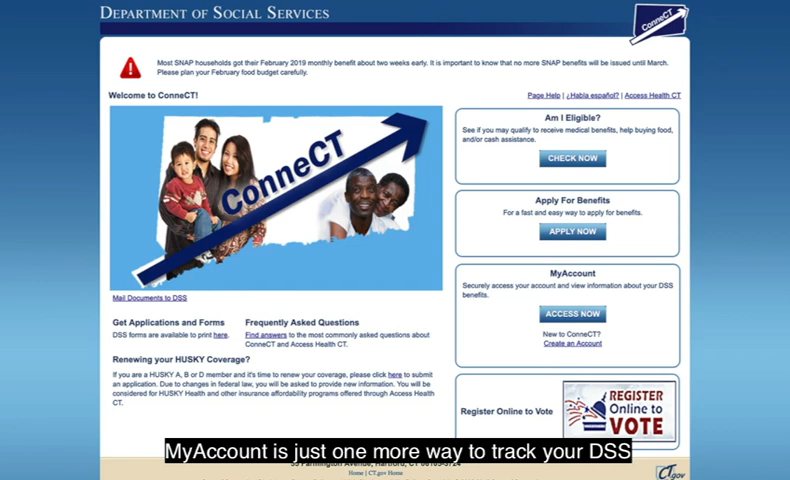 DEPARTMENT OF SOCIAL SERVICES
ConneCT
Most SNAP households got their February 2019 monthly benefit about two weeks early. It is important to know that no more SNAP benefits will be issued until March.
Please plan your February food budget carefully.
Welcome to ConneCT!
Page Help | ¿Habla español? | Access Health CT
ConneCT
Am I Eligible?
See if you may qualify to receive medical benefits, help buying food,
and/or cash assistance.
CHECK NOW
Apply For Benefits
For a fast and easy way to apply for benefits.
APPLY NOW
MyAccount
Securely access your account and view information about your DSS
benefits.
ACCESS NOW
New to ConneCT?
Create an Account
Mail Documents to DSS
Get Applications and Forms
DSS forms are available to print here.
Frequently Asked Questions
Find answers to the most commonly asked questions about
ConneCT and Access Health CT.
Renewing your HUSKY Coverage?
If you are a HUSKY A, B or D member and it's time to renew your coverage, please click here to submit
an application. Due to changes in federal law, you will be asked to provide new information. You will be
considered for HUSKY Health and other insurance affordability programs offered through Access Health
CT.
Register Online to Vote
REGISTER
Online to
VOTE
MyAccount is just one more way to track your DSS
Home | CT.gov Home
CT.gov